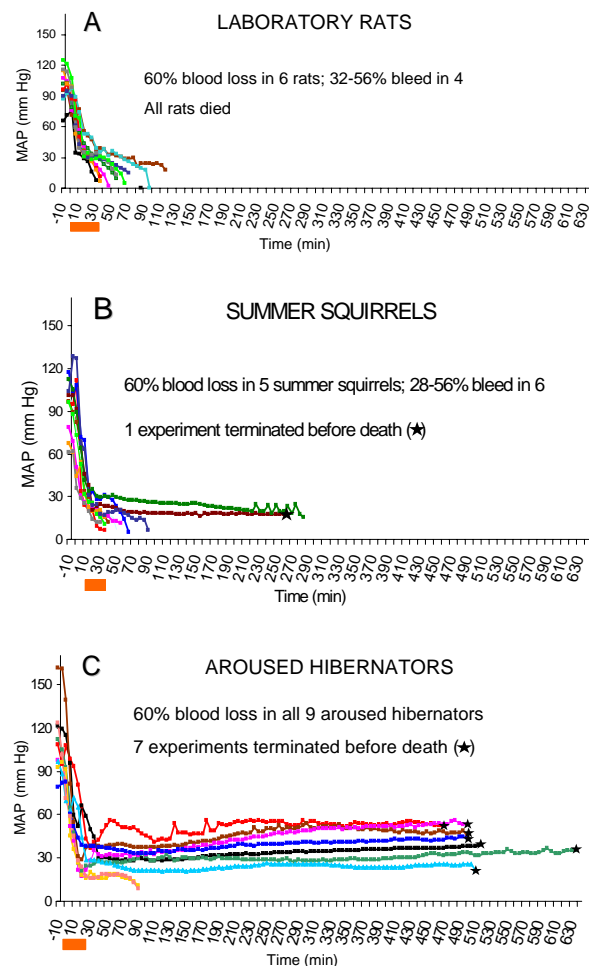 A LABORATORY RATS
60% blood loss in 6 rats; 32-56% bleed in 4
All rats died
MAP (mm Hg)
150
120
90
60
30
0
-10 10 30 50 70 90 110 130 150 170 190 210 230 250 270 290 310 330 350 370 390 410 430 450 470 490 510 530 550 570 590 610 630
Time (min)
B SUMMER SQUIRRELS
60% blood loss in 5 summer squirrels; 28-56% bleed in 6
1 experiment terminated before death (★)
MAP (mm Hg)
150
120
90
60
30
0
-10 10 30 50 70 90 110 130 150 170 190 210 230 250 270 290 310 330 350 370 390 410 430 450 470 490 510 530 550 570 590 610 630
Time (min)
C AROUSED HIBERNATORS
60% blood loss in all 9 aroused hibernators
7 experiments terminated before death (★)
MAP (mm Hg)
150
120
90
60
30
0
-10 10 30 50 70 90 110 130 150 170 190 210 230 250 270 290 310 330 350 370 390 410 430 450 470 490 510 530 550 570 590 610 630
Time (min)